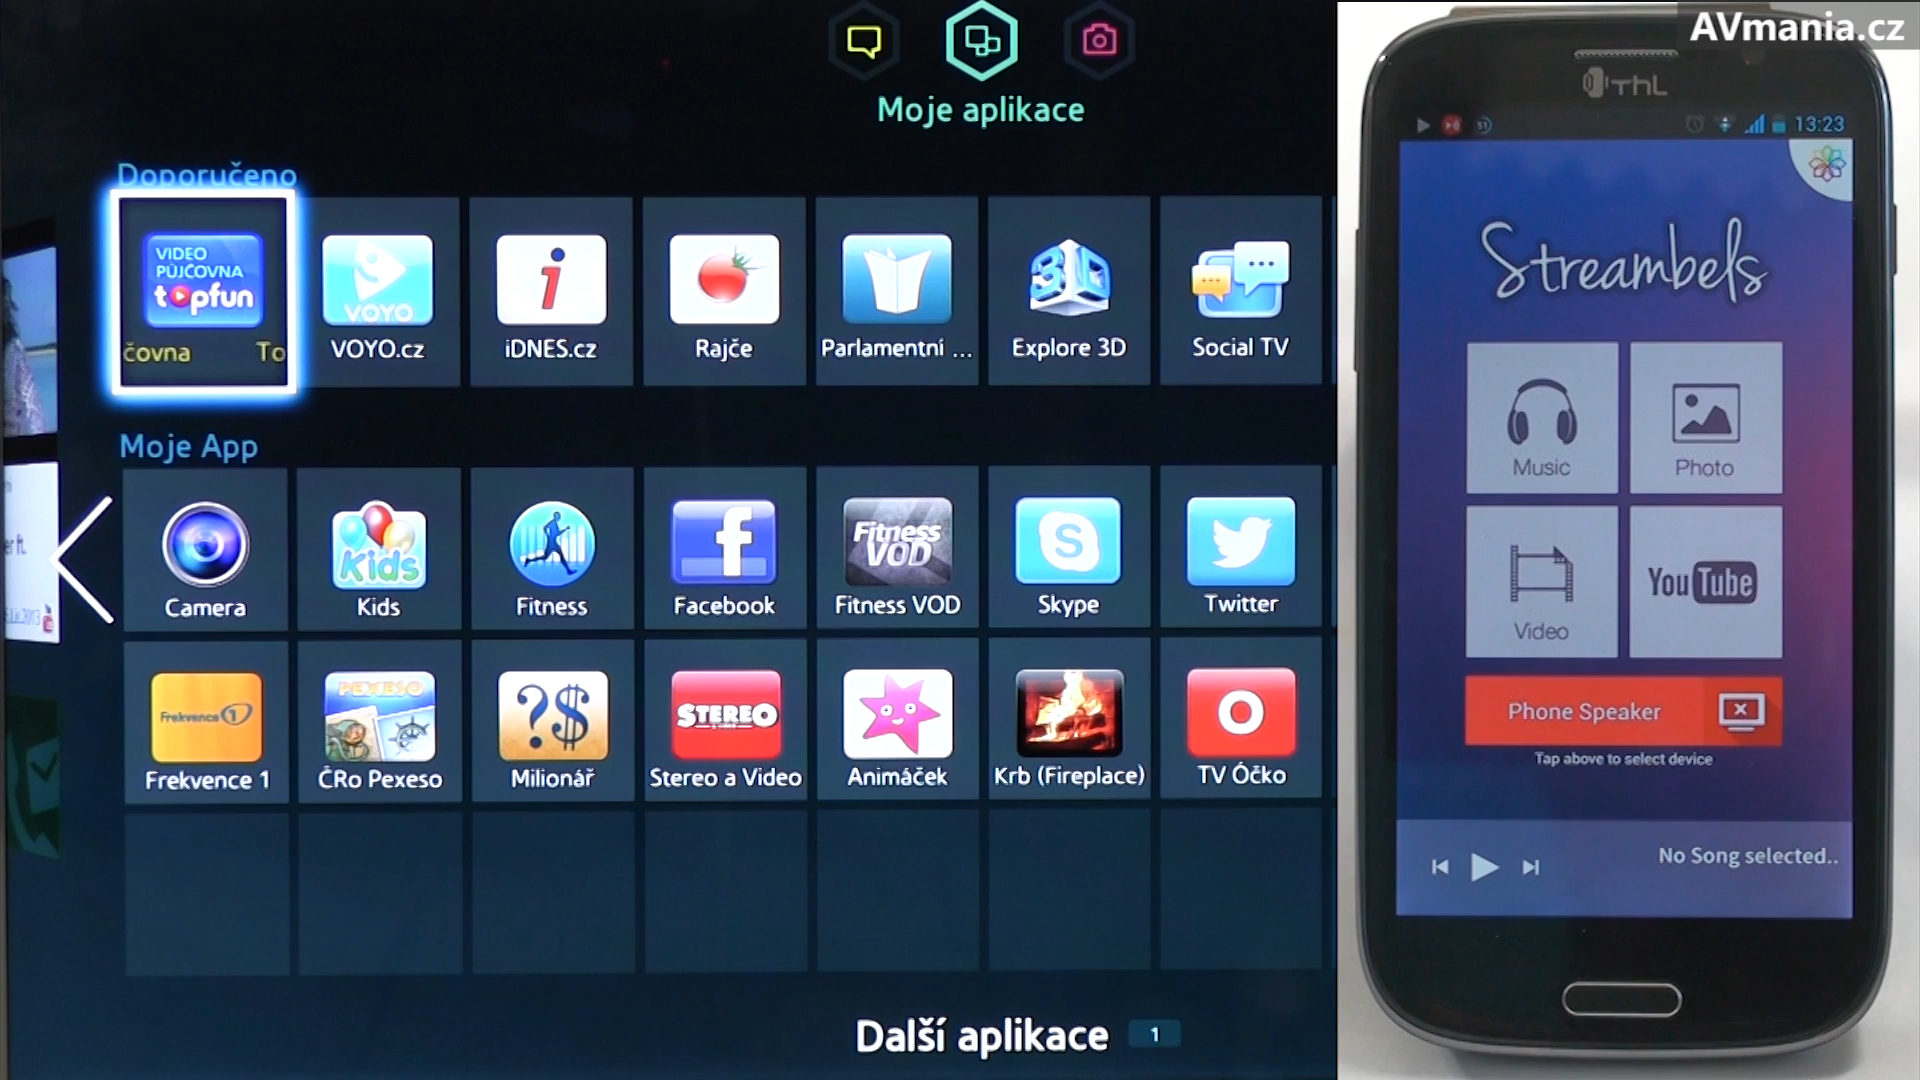 AVmania.cz
Moje aplikace
Doporučeno
VIDEO
PŮJČOVNA
topfun
čovna To
VOYO
VOYO.cz
i
iDNES.cz
Rajče
Parlamentní ...
3D
Explore 3D
Social TV
Moje App
Camera
Kids
Kids
Fitness
f
Facebook
Fitness
VOD
Fitness VOD
S
Skype
Twitter
Frekvence 1
Frekvence 1
PEXESO
ČRo Pexeso
?$
Milionář
STEREO
Stereo a Video
Animáček
Krb (Fireplace)
TV Óčko
Další aplikace 1
ThL
51
13:23
Streambels
Music
Photo
Video
YouTube
Phone Speaker
Tap above to select device
No Song selected..